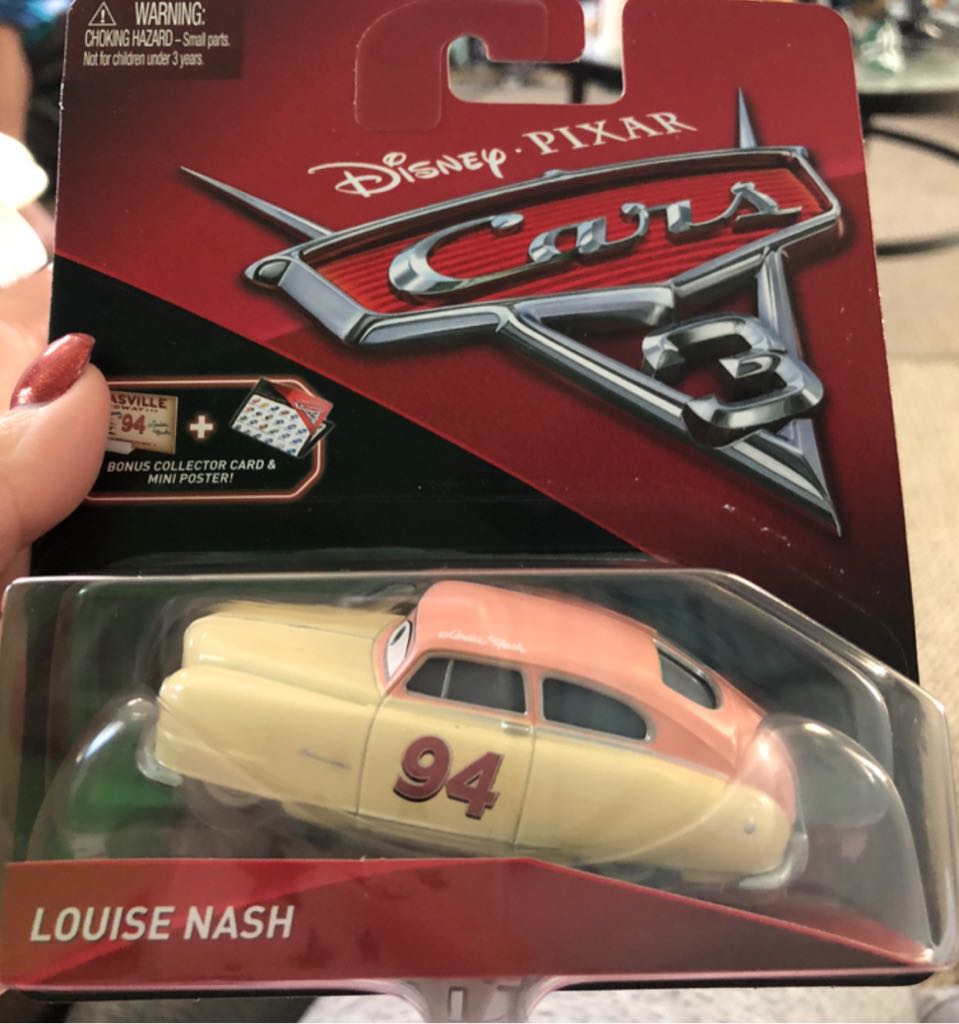 WARNING:
CHOKING HAZARD – Small parts.
Not for children under 3 years.
DISNEY · PIXAR
Cars
3
ASVILLE
'94
+
BONUS COLLECTOR CARD &
MINI POSTER!
94
LOUISE NASH